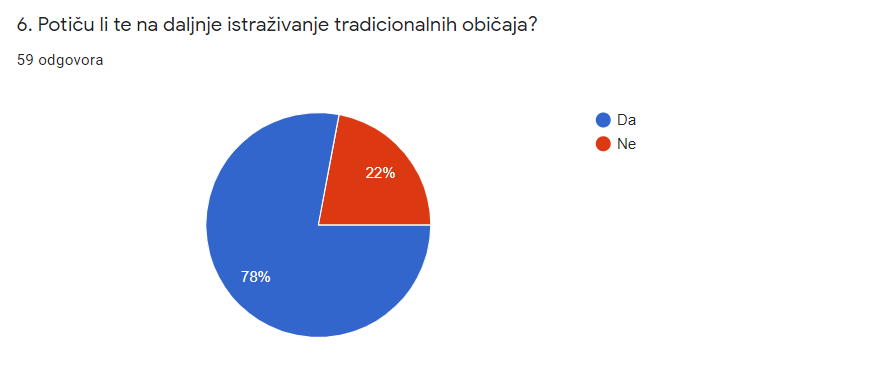 6. Potiču li te na daljnje istraživanje tradicionalnih običaja?
59 odgovora
Da
Ne
22%
78%